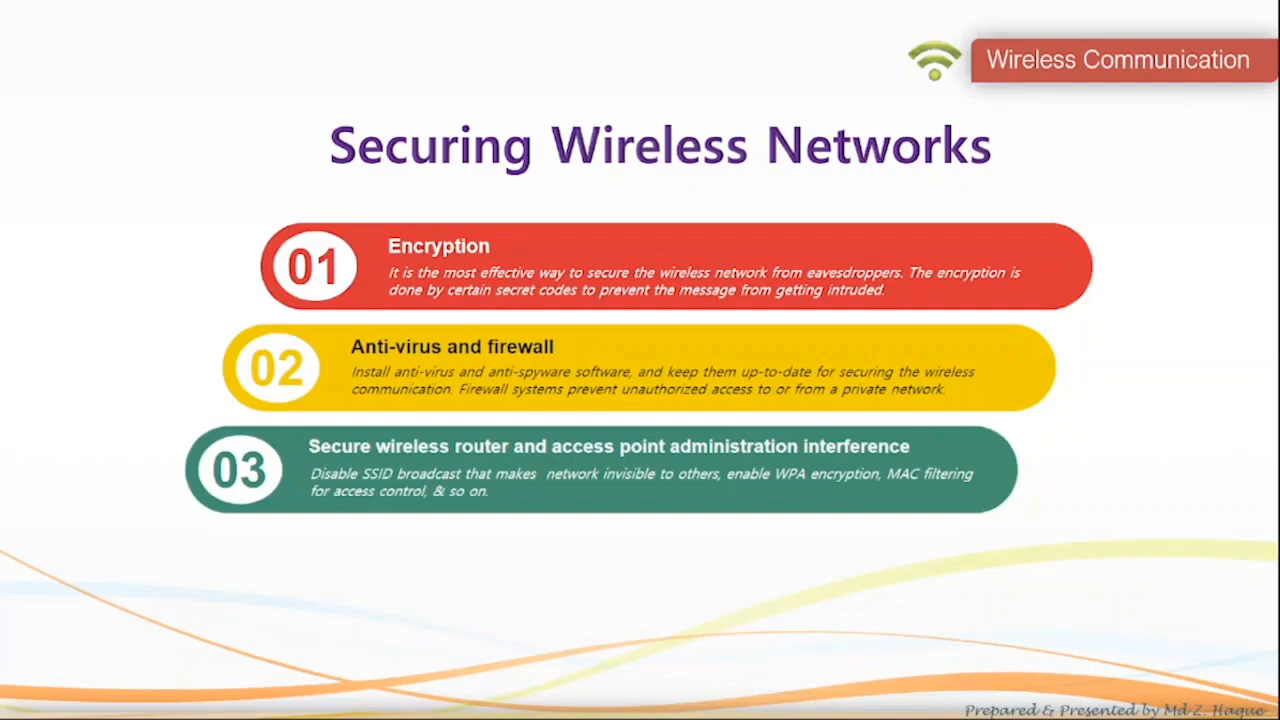 Wireless Communication
Securing Wireless Networks
01
Encryption
It is the most effective way to secure the wireless network from eavesdroppers. The encryption is
done by certain secret codes to prevent the message from getting intruded.
02
Anti-virus and firewall
Install anti-virus and anti-spyware software, and keep them up-to-date for securing the wireless
communication. Firewall systems prevent unauthorized access to or from a private network.
03
Secure wireless router and access point administration interference
Disable SSID broadcast that makes network invisible to others, enable WPA encryption, MAC filtering
for access control, & so on.
Prepared & Presented by Md Z. Haque